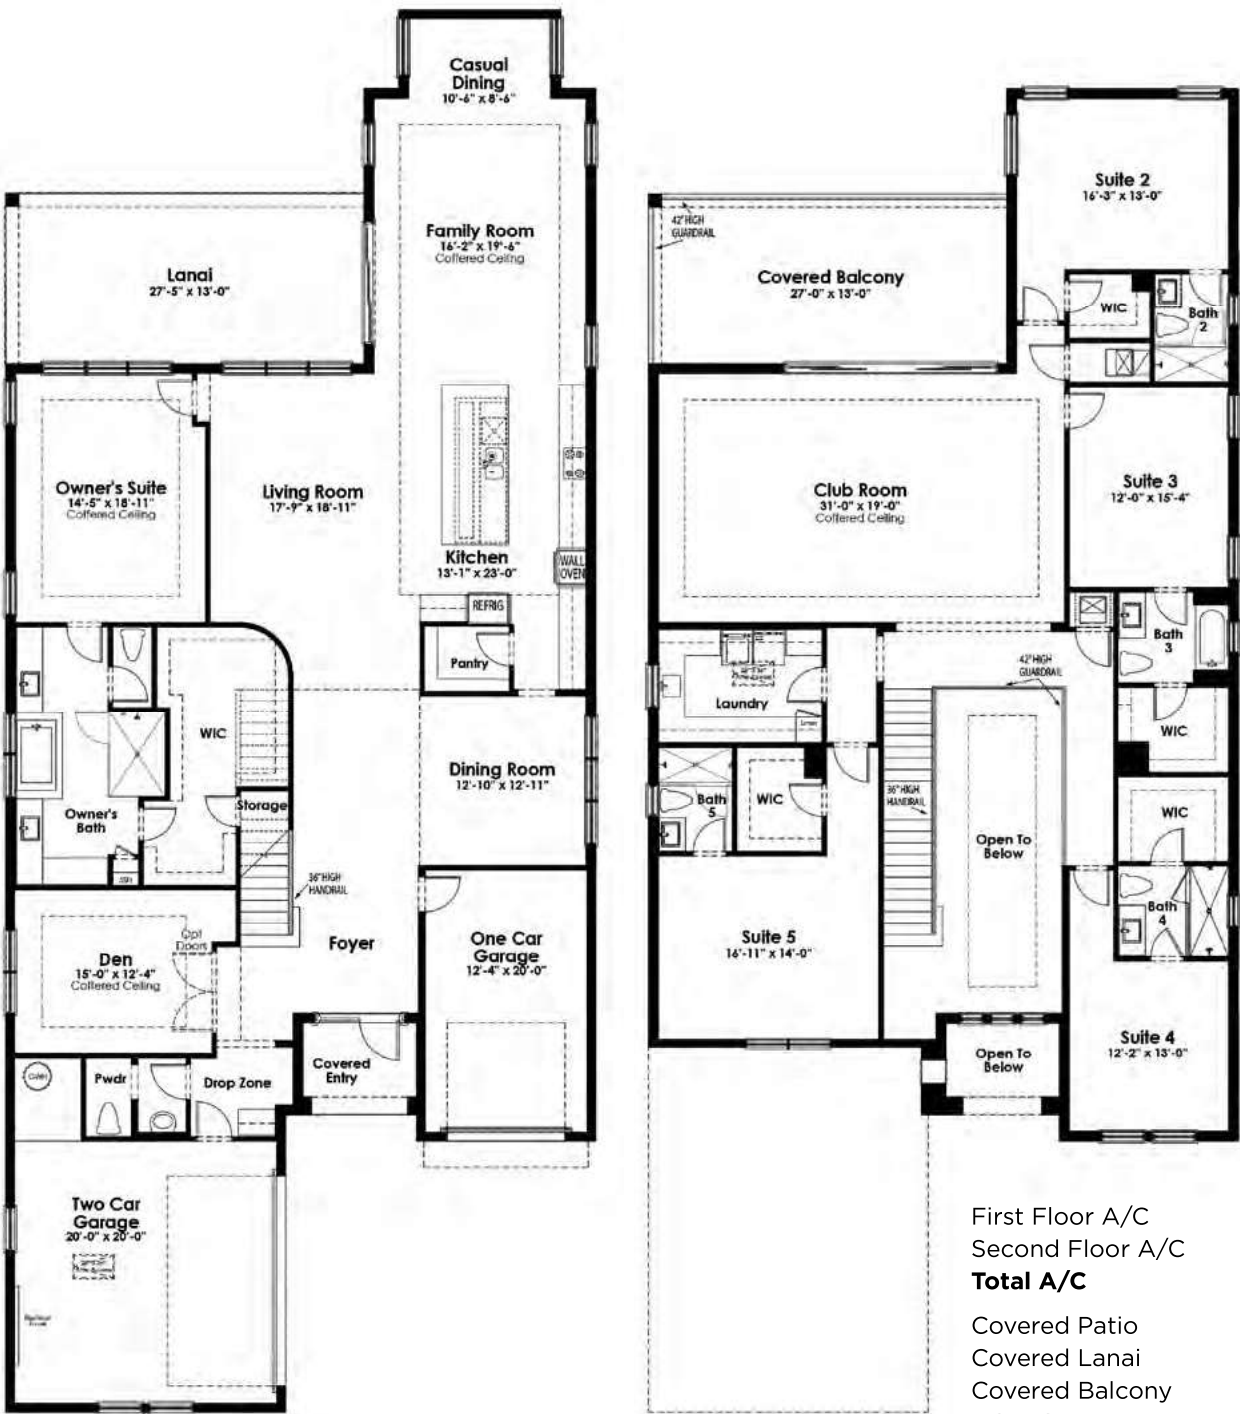 Casual
Dining
10'-6" x 8'-6"
Family Room
16'-2" x 19'-6"
Coffered Ceiling
Lanai
27'-5" x 13'-0"
Owner's Suite
14'-5" x 18'-11"
Coffered Ceiling
Living Room
17'-9" x 18'-11"
Kitchen
13'-1" x 23'-0"
WALL
OVEN
REFRIG
Pantry
WIC
Dining Room
12'-10" x 12'-11"
Storage
Owner's
Bath
36" HIGH
HANDRAIL
Opt
Doors
Den
15'-0" x 12'-4"
Coffered Ceiling
Foyer
One Car
Garage
12'-4" x 20'-0"
Covered
Entry
Pwdr
Drop Zone
Two Car
Garage
20'-0" x 20'-0"
Suite 2
16'-3" x 13'-0"
42" HIGH
GUARDRAIL
Covered Balcony
27'-0" x 13'-0"
WIC
Bath
2
Suite 3
12'-0" x 15'-4"
Club Room
31'-0" x 19'-0"
Coffered Ceiling
Bath
3
42" HIGH
GUARDRAIL
Laundry
Linen
WIC
Bath
5
WIC
36" HIGH
HANDRAIL
WIC
Open To
Below
Bath
4
Suite 5
16'-11" x 14'-0"
Suite 4
12'-2" x 13'-0"
Open To
Below
First Floor A/C
Second Floor A/C
Total A/C
Covered Patio
Covered Lanai
Covered Balcony